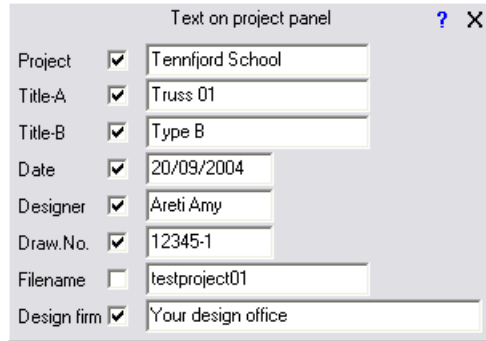 Text on project panel ? X
Project Tennfjord School
Title-A Truss 01
Title-B Type B
Date 20/09/2004
Designer Areti Amy
Draw.No. 12345-1
Filename testproject01
Design firm Your design office